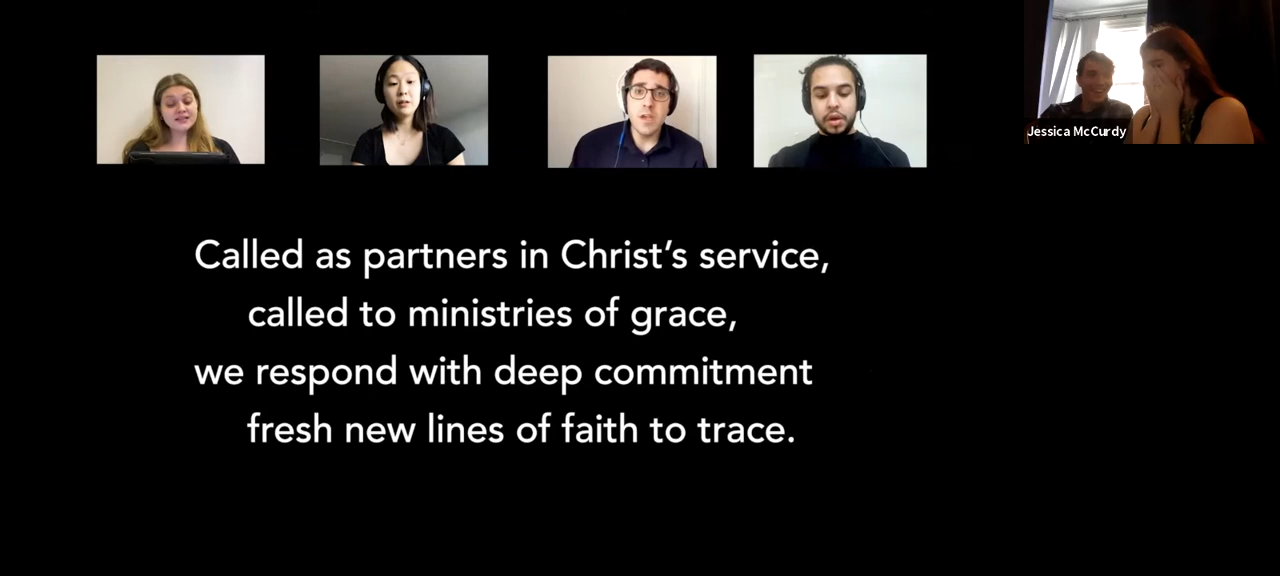 Jessica McCurdy
Called as partners in Christ’s service,
called to ministries of grace,
we respond with deep commitment
fresh new lines of faith to trace.